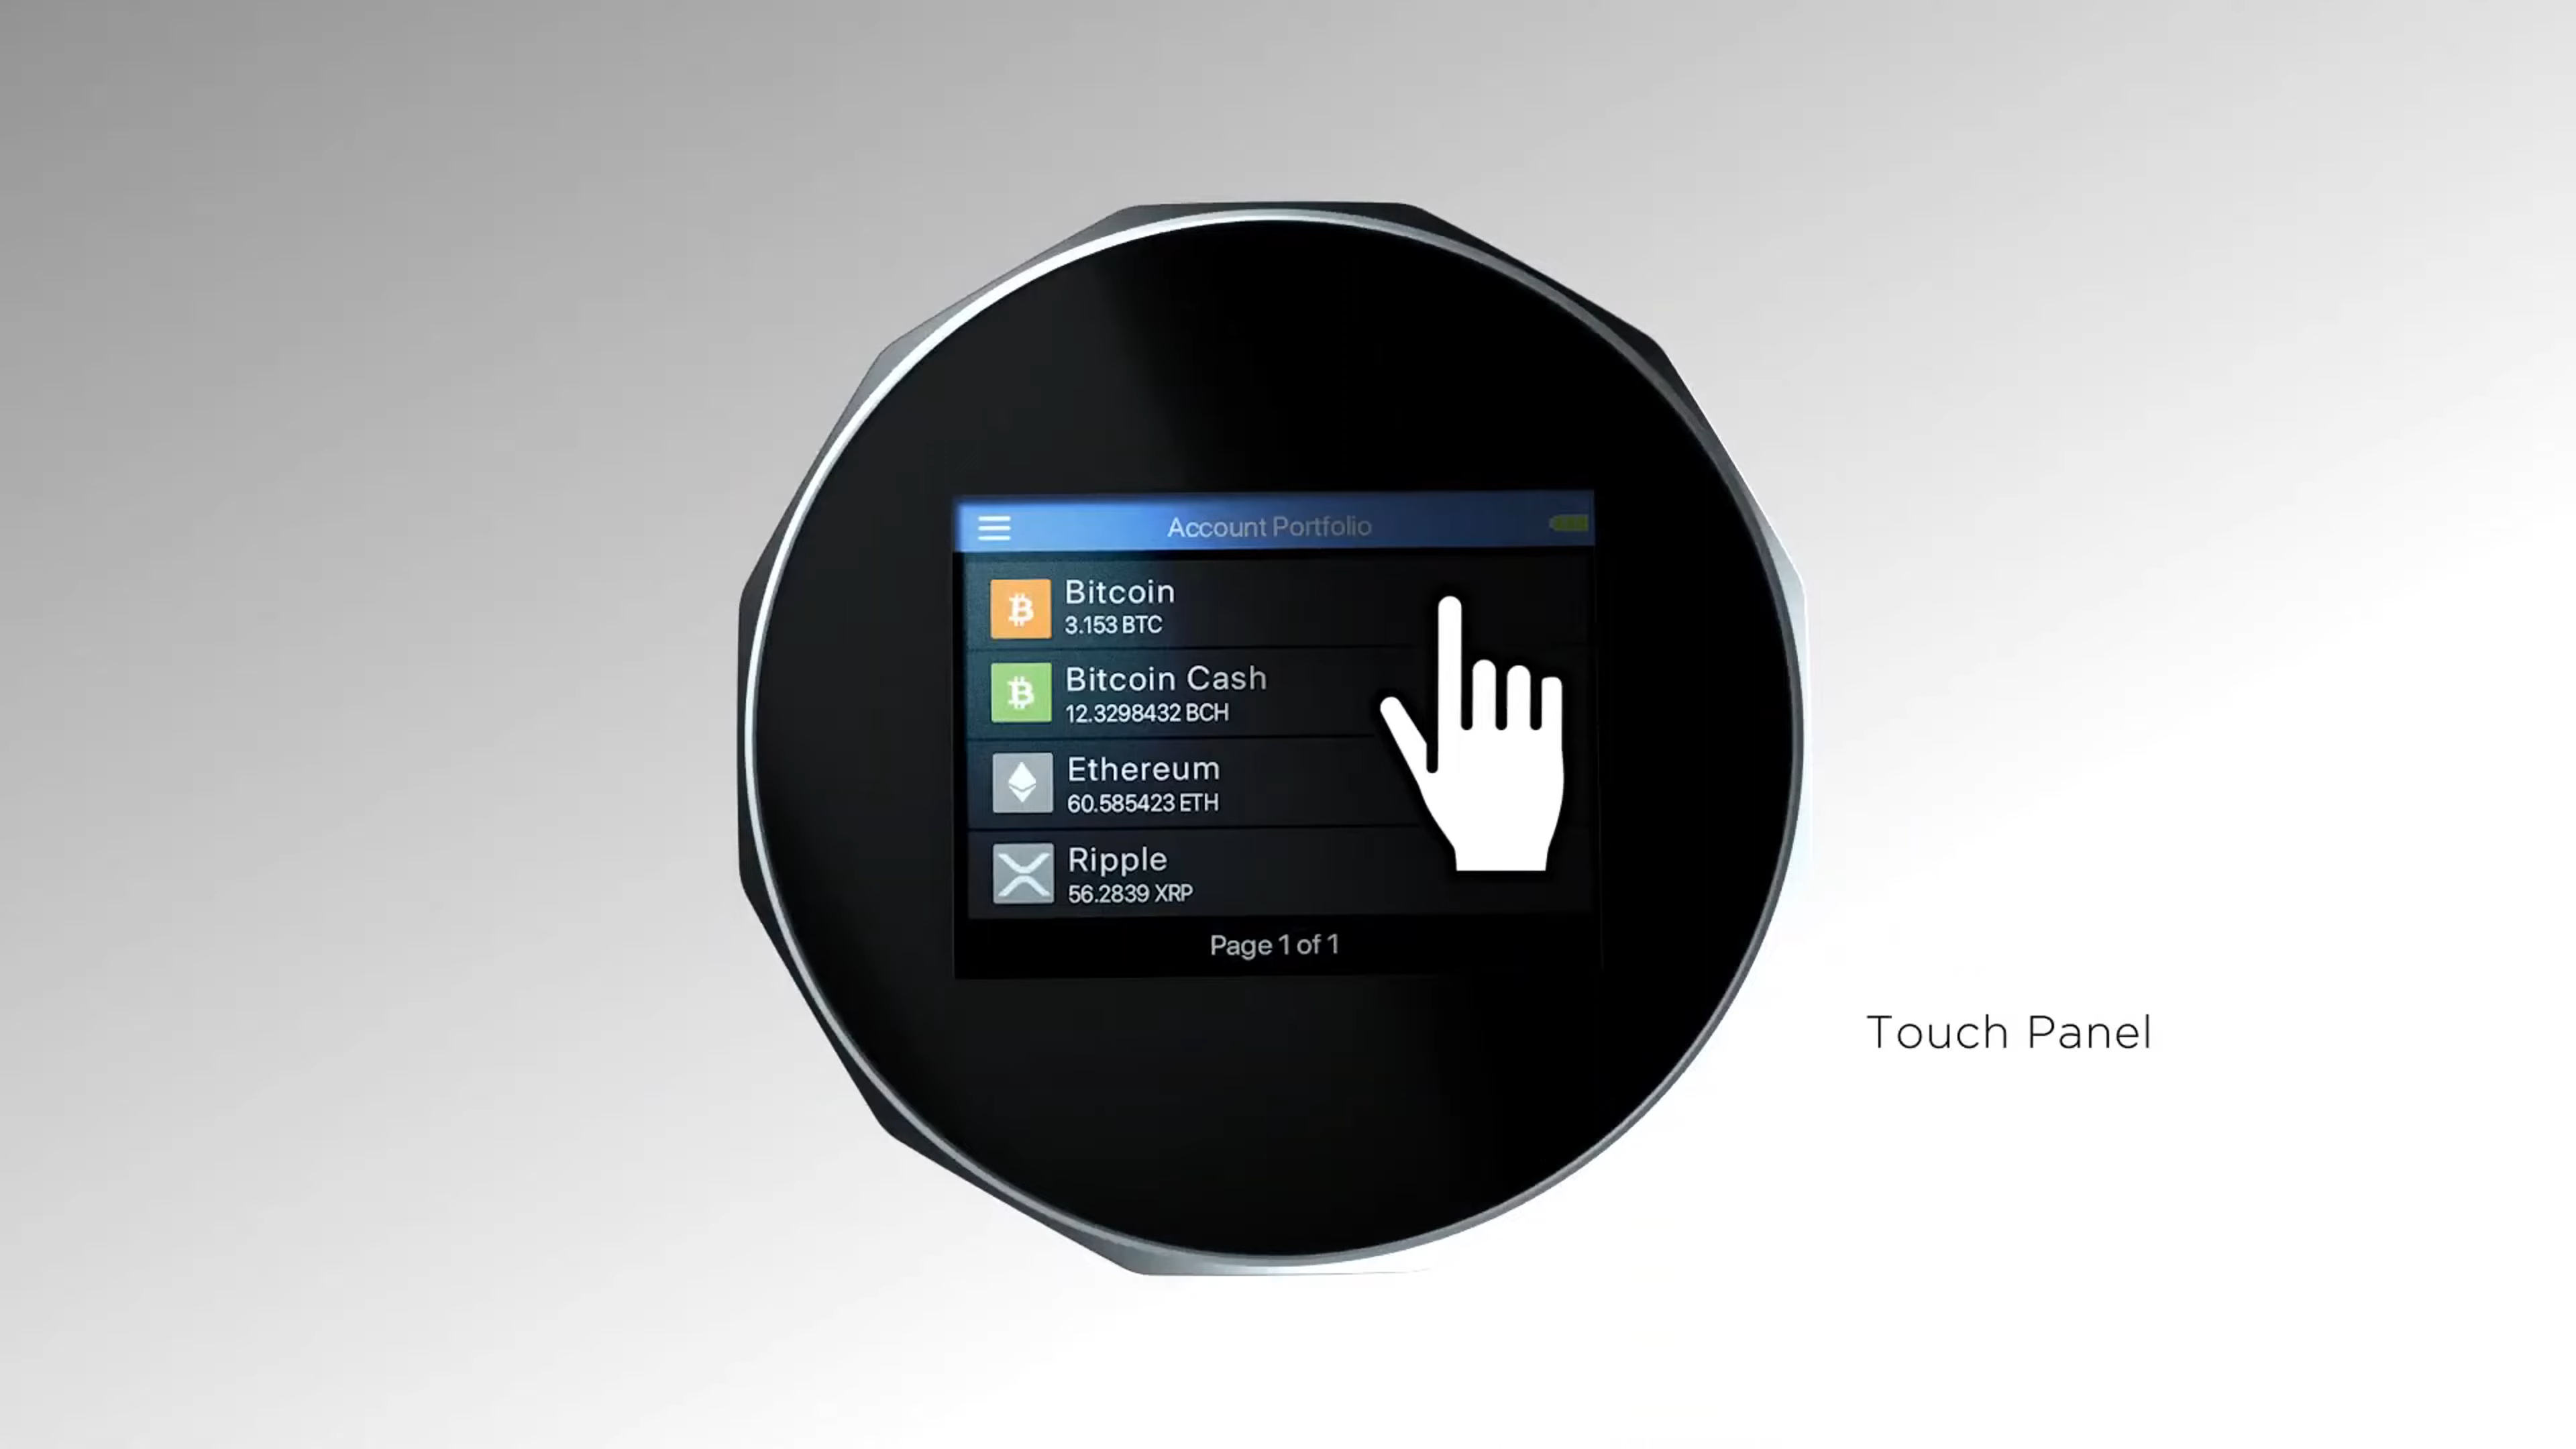 Account Portfolio
Bitcoin
3.153 BTC
Bitcoin Cash
12.3298432 BCH
Ethereum
60.585423 ETH
Ripple
56.2839 XRP
Page 1 of 1
Touch Panel